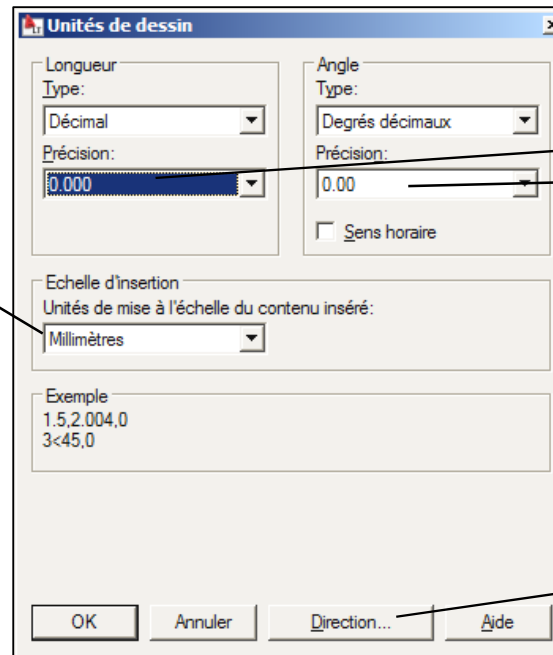 Unités de dessin
Longueur
Type:
Décimal
Précision:
0.000
Angle
Type:
Degrés décimaux
Précision:
0.00
Sens horaire
Echelle d'insertion
Unités de mise à l'échelle du contenu inséré:
Millimètres
Exemple
1.5,2.004,0
3<45,0
OK
Annuler
Direction...
Aide